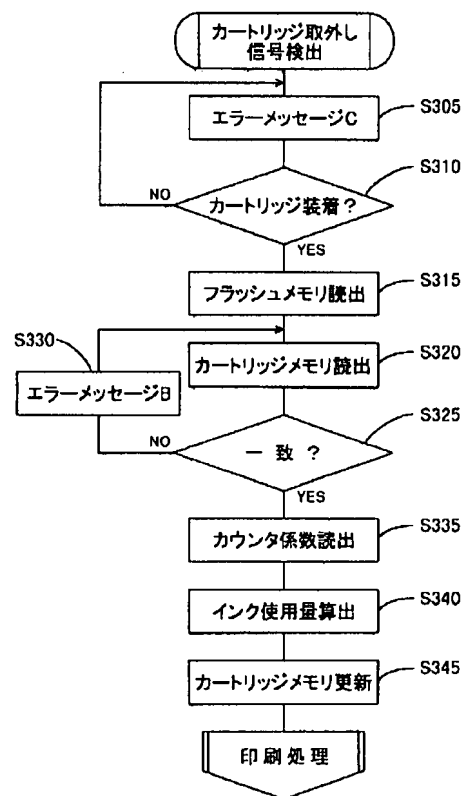 カートリッジ取外し
信号検出
エラーメッセージC
S305
カートリッジ装着？
S310
NO
YES
フラッシュメモリ読出
S315
カートリッジメモリ読出
S320
S330
エラーメッセージB
一致？
S325
NO
YES
カウンタ係数読出
S335
インク使用量算出
S340
カートリッジメモリ更新
S345
印刷処理